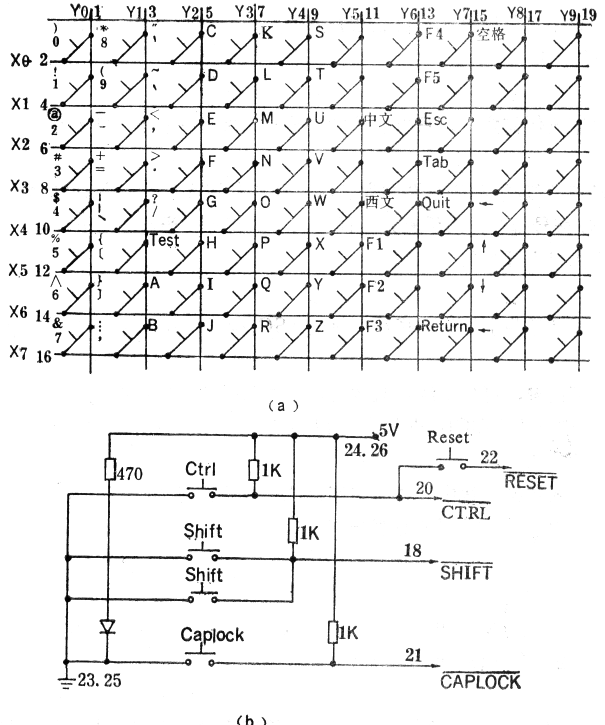 Y0 1 Y1 3 Y2 5 Y3 7 Y4 9 Y5 11 Y6 13 Y7 15 Y8 17 Y9 19
) * " C K S F4 空格
0 8 '
X0 2
! ( ~ D L T F5
1 9 `
X1 4
@ — < E M U 中文 Esc
2 - ,
X2 6
# + > F N V Tab
3 = .
X3 8
$ | ? G O W 西文 Quit ←
4 \ /
X4 10
% { Test H P X F1 ↑
5 [
X5 12
^ } A I Q Y F2 ↓
6 ]
X6 14
& : B J R Z F3 Return ←
7 ;
X7 16
(a)
5V
24.26
Reset
470 Ctrl 1K 22
RESET
20
CTRL
Shift 1K 18
SHIFT
Shift
Caplock 1K 21
CAPLOCK
23.25
(b)